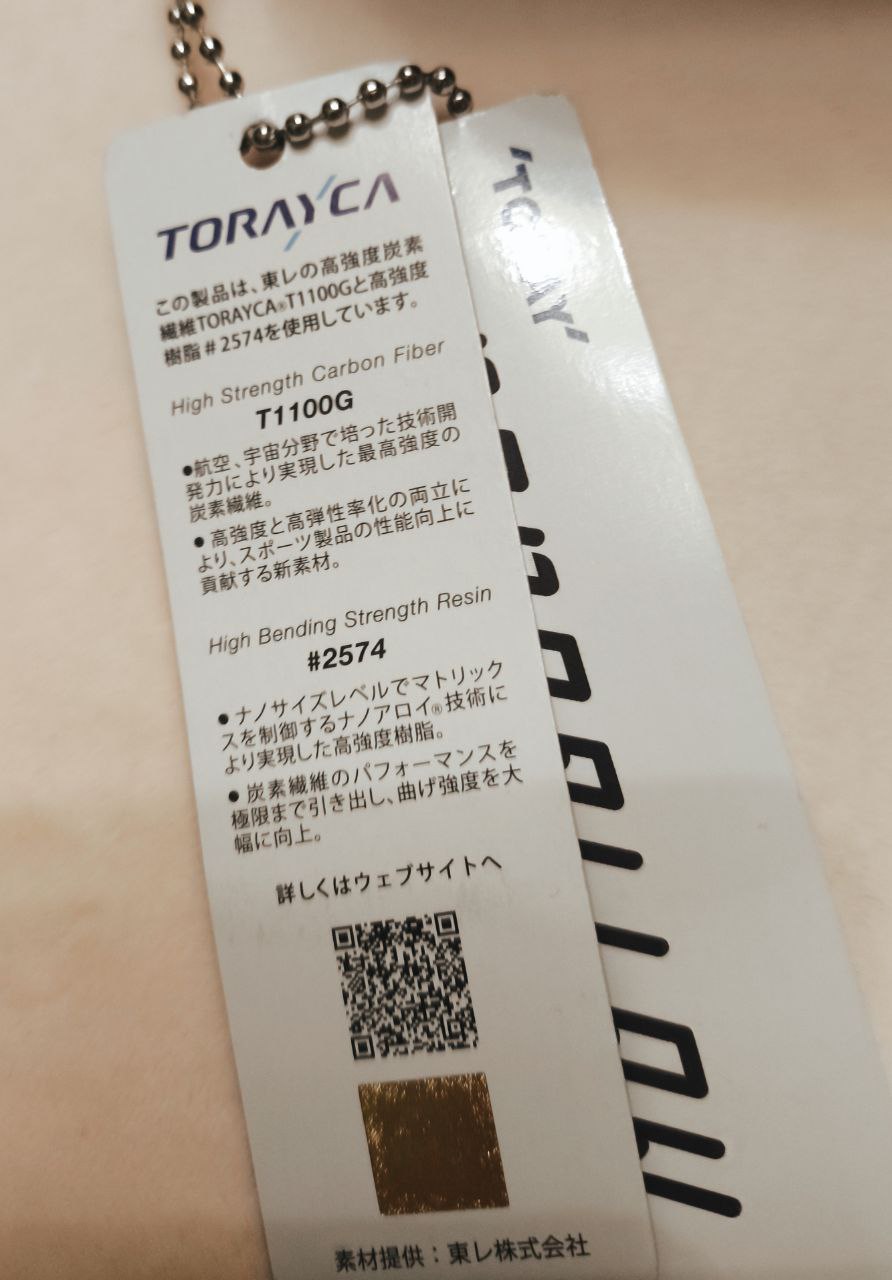 TORAYCA
この製品は、東レの高強度炭素
繊維TORAYCA®T1100Gと高強度
樹脂#2574を使用しています。
High Strength Carbon Fiber
T1100G
●航空、宇宙分野で培った技術開
発力により実現した最高強度の
炭素繊維。
●高強度と高弾性率化の両立に
より、スポーツ製品の性能向上に
貢献する新素材。
High Bending Strength Resin
#2574
●ナノサイズレベルでマトリック
スを制御するナノアロイ®技術に
より実現した高強度樹脂。
●炭素繊維のパフォーマンスを
極限まで引き出し、曲げ強度を大
幅に向上。
詳しくはウェブサイトへ
素材提供：東レ株式会社
'TORAY'